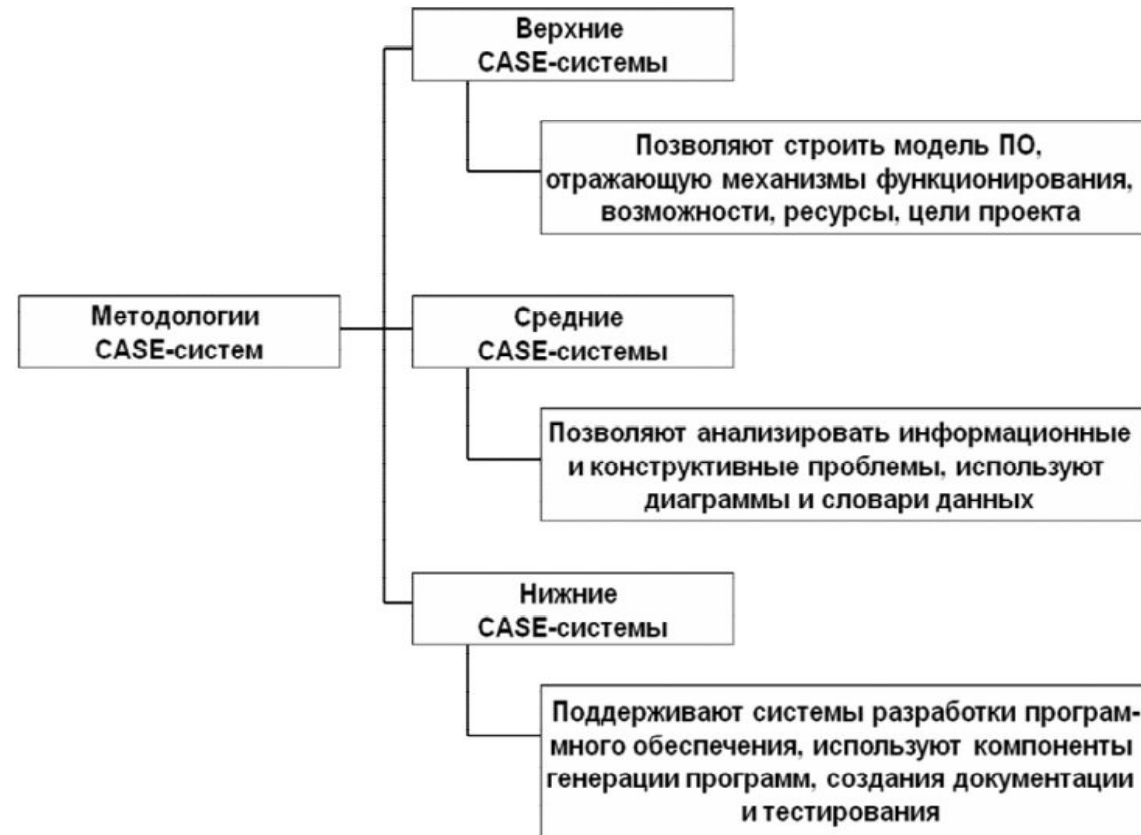 Верхние
CASE-системы
Позволяют строить модель ПО,
отражающую механизмы функционирования,
возможности, ресурсы, цели проекта
Методологии
CASE-систем
Средние
CASE-системы
Позволяют анализировать информационные
и конструктивные проблемы, используют
диаграммы и словари данных
Нижние
CASE-системы
Поддерживают системы разработки програм-
много обеспечения, используют компоненты
генерации программ, создания документации
и тестирования